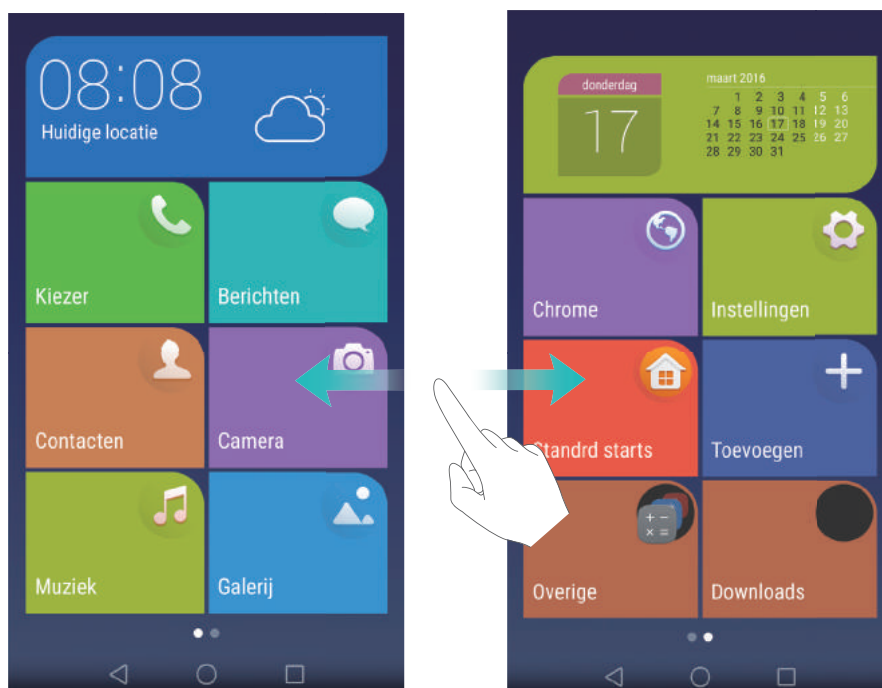 08:08
Huidige locatie
Kiezer
Berichten
Contacten
Camera
Muziek
Galerij
donderdag
17
maart 2016
1 2 3 4 5 6
7 8 9 10 11 12 13
14 15 16 17 18 19 20
21 22 23 24 25 26 27
28 29 30 31
Chrome
Instellingen
Standrd starts
Toevoegen
Overige
Downloads